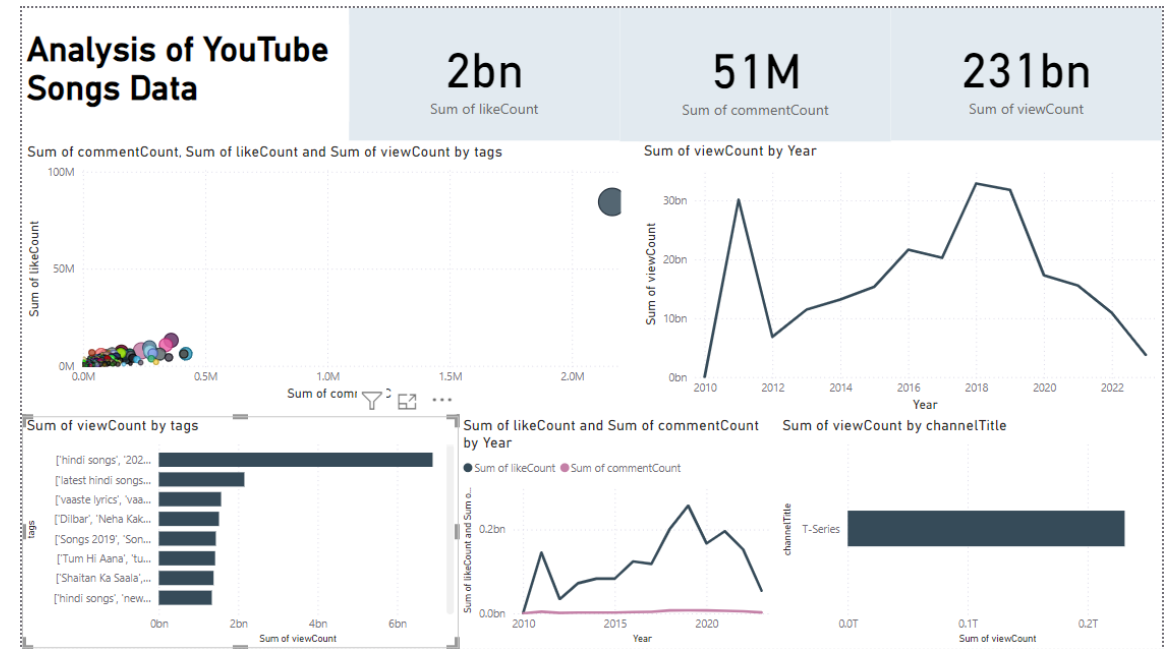 Analysis of YouTube
Songs Data
2bn
Sum of likeCount
51M
Sum of commentCount
231bn
Sum of viewCount
Sum of commentCount, Sum of likeCount and Sum of viewCount by tags
Sum of likeCount
100M
50M
0M
0.0M 0.5M 1.0M 1.5M 2.0M
Sum of
Sum of viewCount by Year
Sum of viewCount
30bn
20bn
10bn
0bn
2010 2012 2014 2016 2018 2020 2022
Year
Sum of viewCount by tags
tags
['hindi songs', '202...
['latest hindi songs...
['vaaste lyrics', 'vaa...
['Dilbar', 'Neha Kak...
['Songs 2019', 'Son...
['Tum Hi Aana', 'tu...
['Shaitan Ka Saala',...
['hindi songs', 'new...
0bn 2bn 4bn 6bn
Sum of viewCount
Sum of likeCount and Sum of commentCount
by Year
Sum of likeCount Sum of commentCount
Sum of likeCount and Sum o...
0.2bn
0.0bn
2010 2015 2020
Year
Sum of viewCount by channelTitle
channelTitle
T-Series
0.0T 0.1T 0.2T
Sum of viewCount